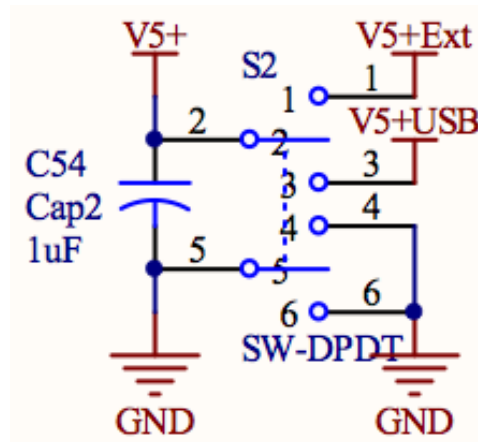 V5+
V5+Ext
S2
1
1
2
2
V5+USB
C54
3
3
Cap2
4
4
1uF
5
5
6
6
SW-DPDT
GND
GND